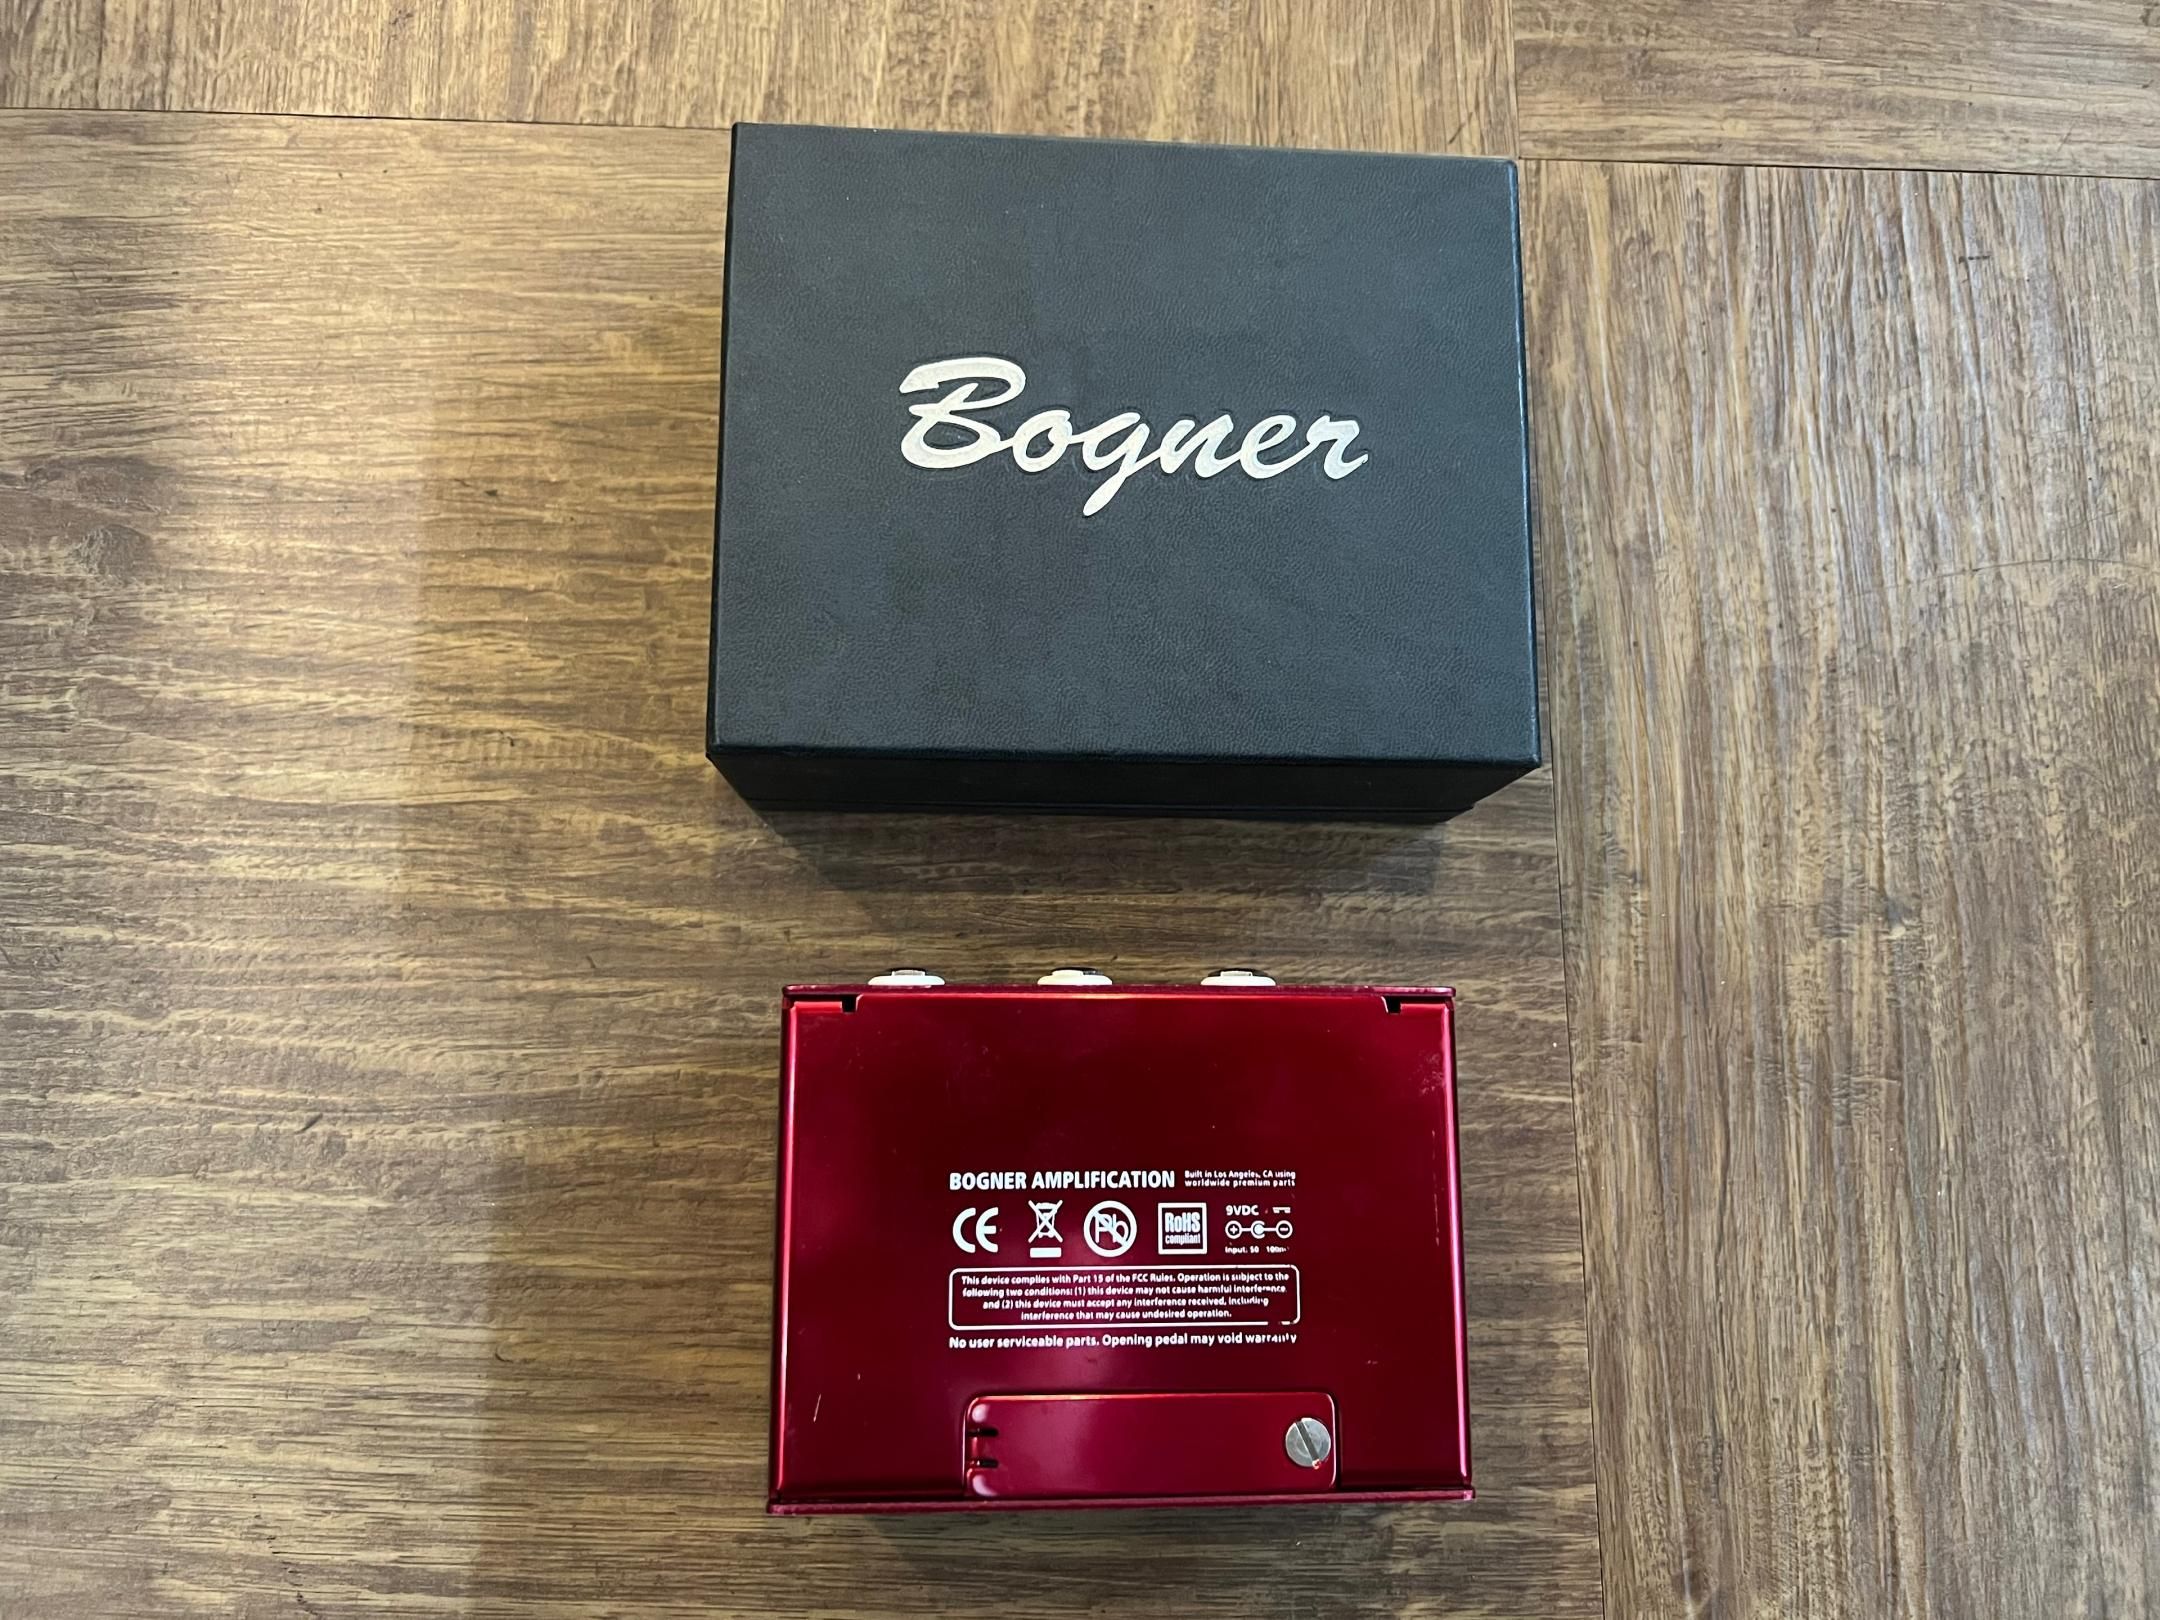 Bogner
BOGNER AMPLIFICATION
Built in Los Angeles, CA using
worldwide premium parts
CE
Pb
RoHS
compliant
9VDC
Input: 50
This device complies with Part 15 of the FCC Rules. Operation is subject to the
following two conditions: (1) this device may not cause harmful interference
and (2) this device must accept any interference received, including
interference that may cause undesired operation.
No user serviceable parts. Opening pedal may void warranty